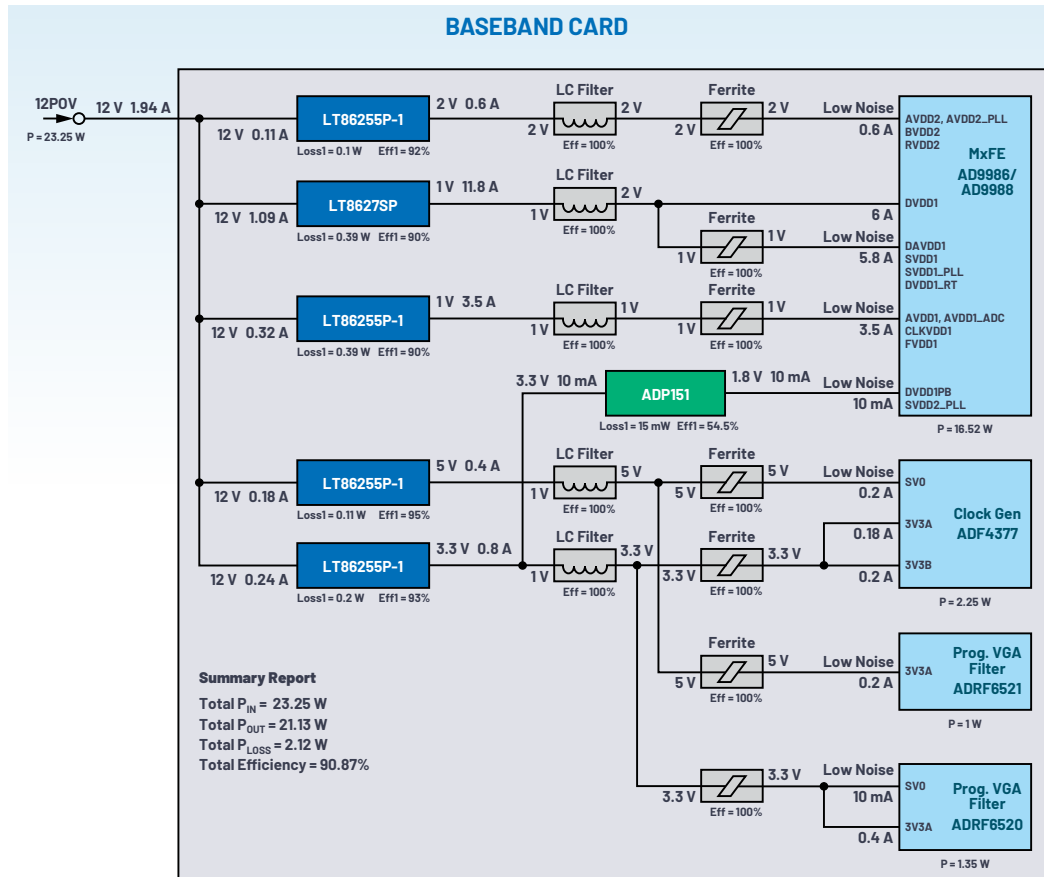 BASEBAND CARD
12POV
12 V 1.94 A
P = 23.25 W
12 V 0.11 A
LT86255P-1
Loss1 = 0.1 W Eff1 = 92%
2 V 0.6 A
LC Filter
2 V
2 V
Eff = 100%
Ferrite
2 V
2 V
Eff = 100%
Low Noise
0.6 A
AVDD2, AVDD2_PLL
BVDD2
RVDD2
MxFE
AD9986/
AD9988
12 V 1.09 A
LT8627SP
Loss1 = 0.39 W Eff1 = 90%
1 V 11.8 A
LC Filter
1 V
2 V
Eff = 100%
6 A
DVDD1
Ferrite
1 V
1 V
Eff = 100%
Low Noise
5.8 A
DAVDD1
SVDD1
SVDD1_PLL
DVDD1_RT
12 V 0.32 A
LT86255P-1
Loss1 = 0.39 W Eff1 = 90%
1 V 3.5 A
LC Filter
1 V
1 V
Eff = 100%
Ferrite
1 V
1 V
Eff = 100%
Low Noise
3.5 A
AVDD1, AVDD1_ADC
CLKVDD1
FVDD1
3.3 V 10 mA
ADP151
Loss1 = 15 mW Eff1 = 54.5%
1.8 V 10 mA
Low Noise
10 mA
DVDD1PB
SVDD2_PLL
P = 16.52 W
12 V 0.18 A
LT86255P-1
Loss1 = 0.11 W Eff1 = 95%
5 V 0.4 A
LC Filter
1 V
5 V
Eff = 100%
Ferrite
5 V
5 V
Eff = 100%
Low Noise
0.2 A
SV0
Clock Gen
ADF4377
0.18 A
3V3A
12 V 0.24 A
LT86255P-1
Loss1 = 0.2 W Eff1 = 93%
3.3 V 0.8 A
LC Filter
1 V
3.3 V
Eff = 100%
Ferrite
3.3 V
3.3 V
Eff = 100%
0.2 A
3V3B
P = 2.25 W
Ferrite
5 V
5 V
Eff = 100%
Low Noise
0.2 A
3V3A
Prog. VGA
Filter
ADRF6521
P = 1 W
Summary Report
Total PIN = 23.25 W
Total POUT = 21.13 W
Total PLOSS = 2.12 W
Total Efficiency = 90.87%
3.3 V
3.3 V
Eff = 100%
Low Noise
10 mA
SV0
0.4 A
3V3A
Prog. VGA
Filter
ADRF6520
P = 1.35 W